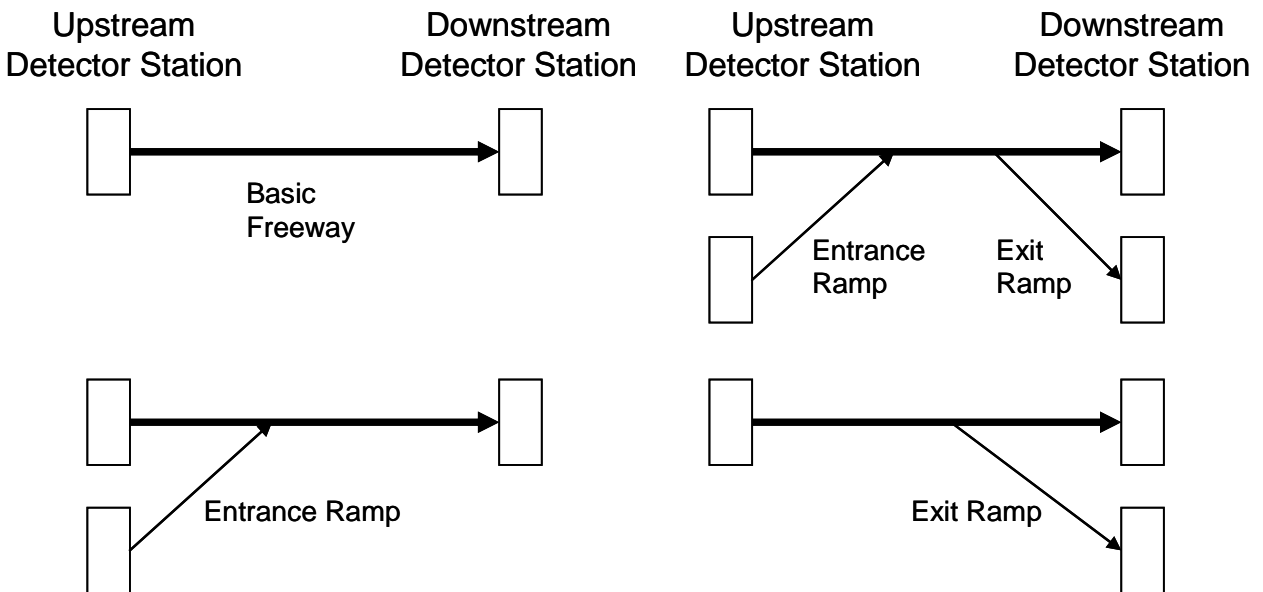 Upstream
Detector Station
Downstream
Detector Station
Upstream
Detector Station
Downstream
Detector Station
Basic
Freeway
Entrance
Ramp
Exit
Ramp
Entrance Ramp
Exit Ramp